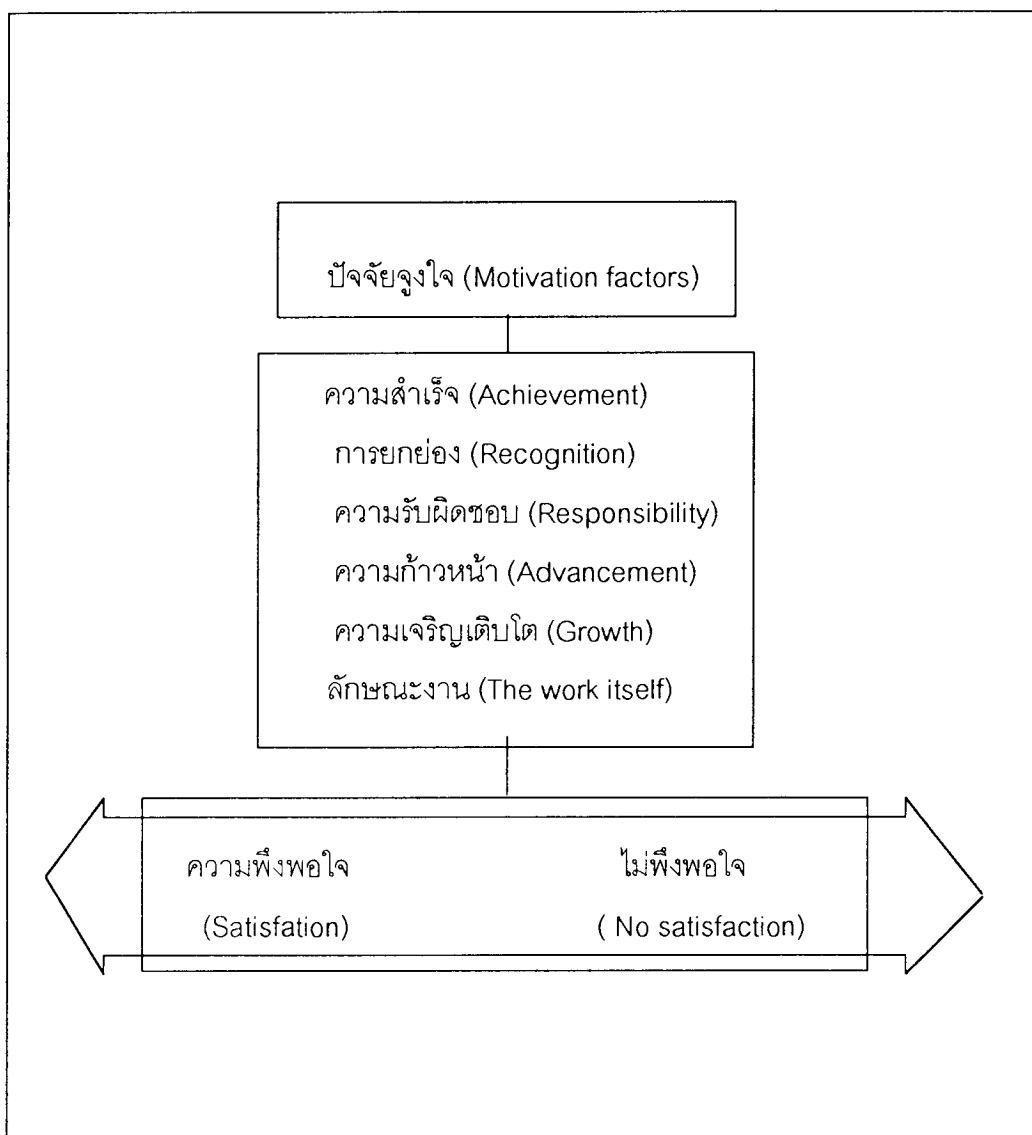 ปัจจัยจูงใจ (Motivation factors)
ความสำเร็จ (Achievement)
การยกย่อง (Recognition)
ความรับผิดชอบ (Responsibility)
ความก้าวหน้า (Advancement)
ความเจริญเติบโต (Growth)
ลักษณะงาน (The work itself)
ความพึงพอใจ ไม่พึงพอใจ
(Satisfation) ( No satisfaction)